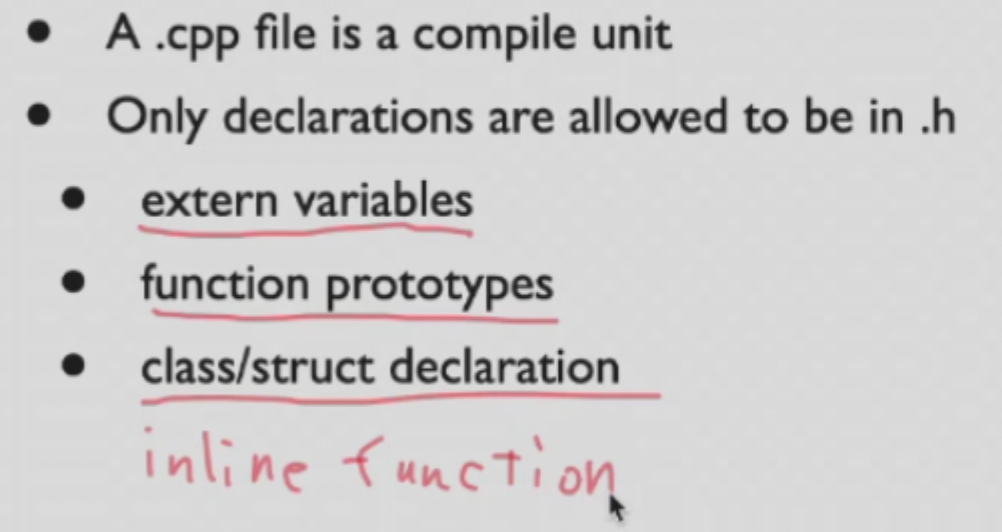 • A .cpp file is a compile unit
• Only declarations are allowed to be in .h
• extern variables
• function prototypes
• class/struct declaration
inline function